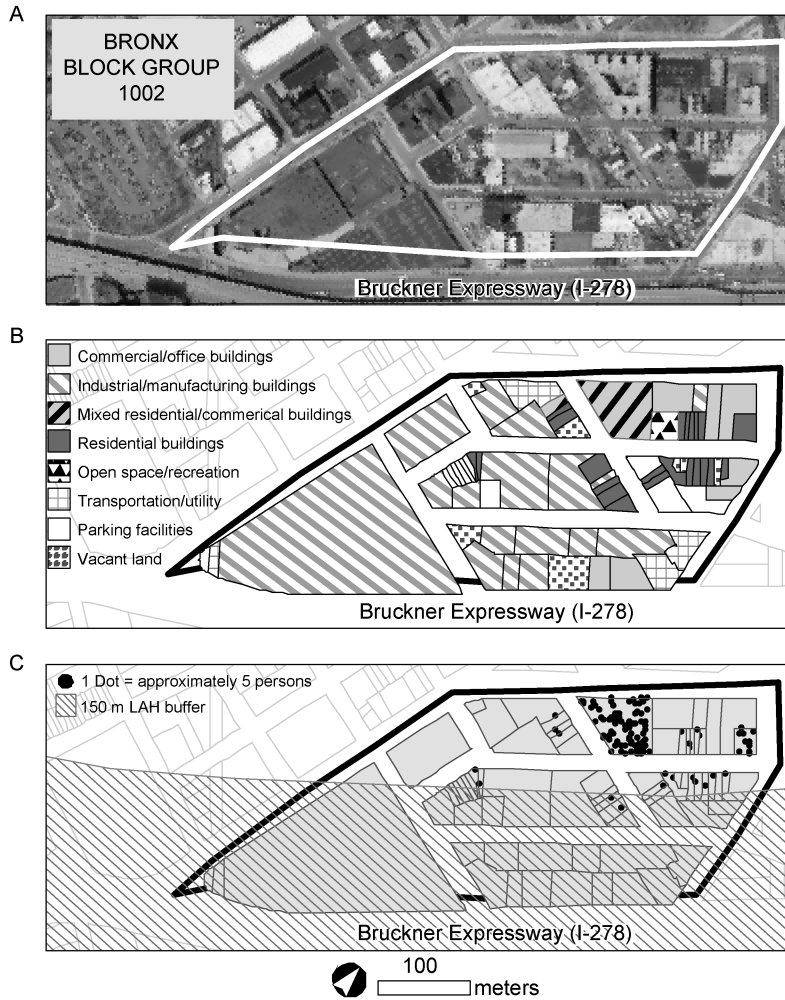 A
BRONX
BLOCK GROUP
1002
Bruckner Expressway (I-278)
B
Commercial/office buildings
Industrial/manufacturing buildings
Mixed residential/commerical buildings
Residential buildings
Open space/recreation
Transportation/utility
Parking facilities
Vacant land
Bruckner Expressway (I-278)
C
1 Dot = approximately 5 persons
150 m LAH buffer
Bruckner Expressway (I-278)
100
meters